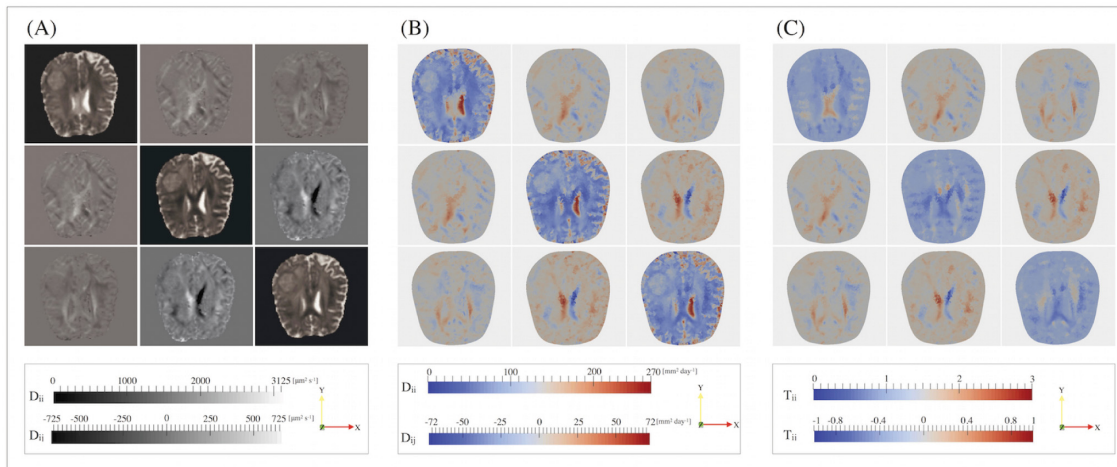 (A)
(B)
(C)
Dii
0 1000 2000 3125 [µm² s⁻¹]
Dii
-725 -500 -250 0 250 500 725 [µm² s⁻¹]
Y
X
Dii
0 100 200 270 [mm² day⁻¹]
Dij
-72 -50 -25 0 25 50 72 [mm² day⁻¹]
Y
X
Tii
0 1 2 3
Tii
-1 -0.8 -0.4 0 0.4 0.8 1
Y
X